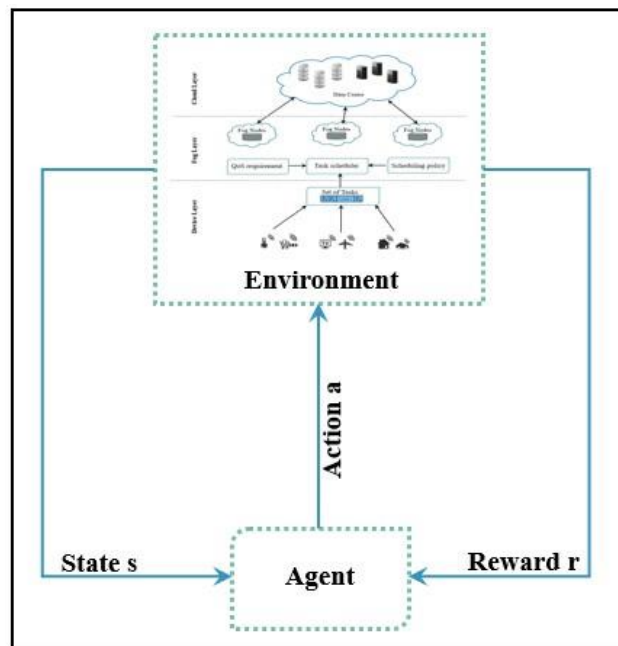 Cloud Layer
Data Center
Fog Layer
Fog Nodes
Fog Nodes
Fog Nodes
QoS requirement
Task scheduler
Scheduling policy
Device Layer
Set of Tasks
Environment
Action a
State s
Reward r
Agent